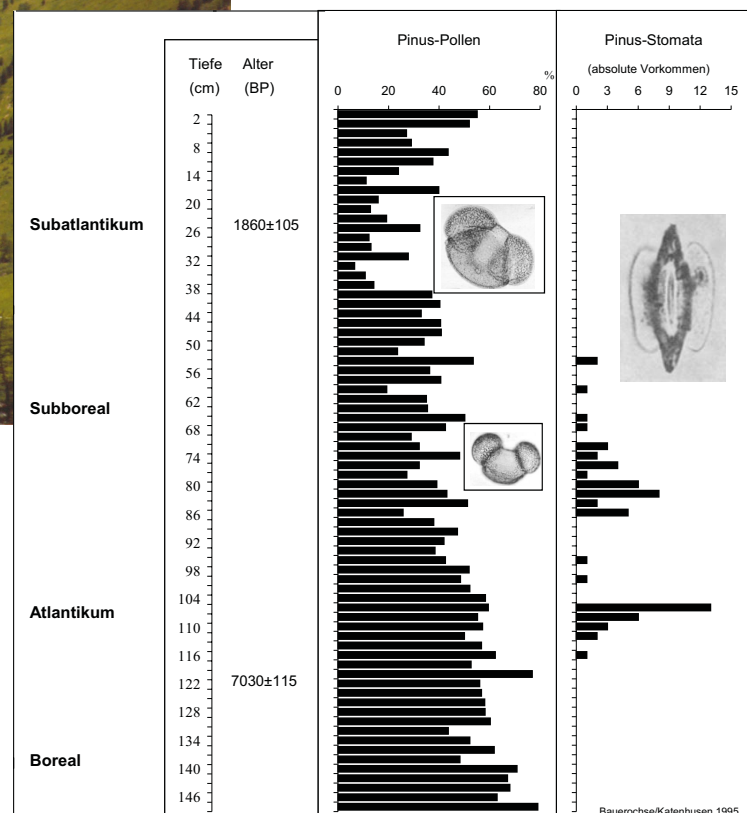 Pinus-Pollen
Pinus-Stomata
Tiefe Alter
(cm) (BP)
(absolute Vorkommen)
%
0 20 40 60 80
0 3 6 9 12 15
2
8
14
20
Subatlantikum
1860±105
26
32
38
44
50
56
Subboreal
62
68
74
80
86
92
98
104
Atlantikum
110
116
7030±115
122
128
134
Boreal
140
146
Bauerochse/Katenhusen 1995